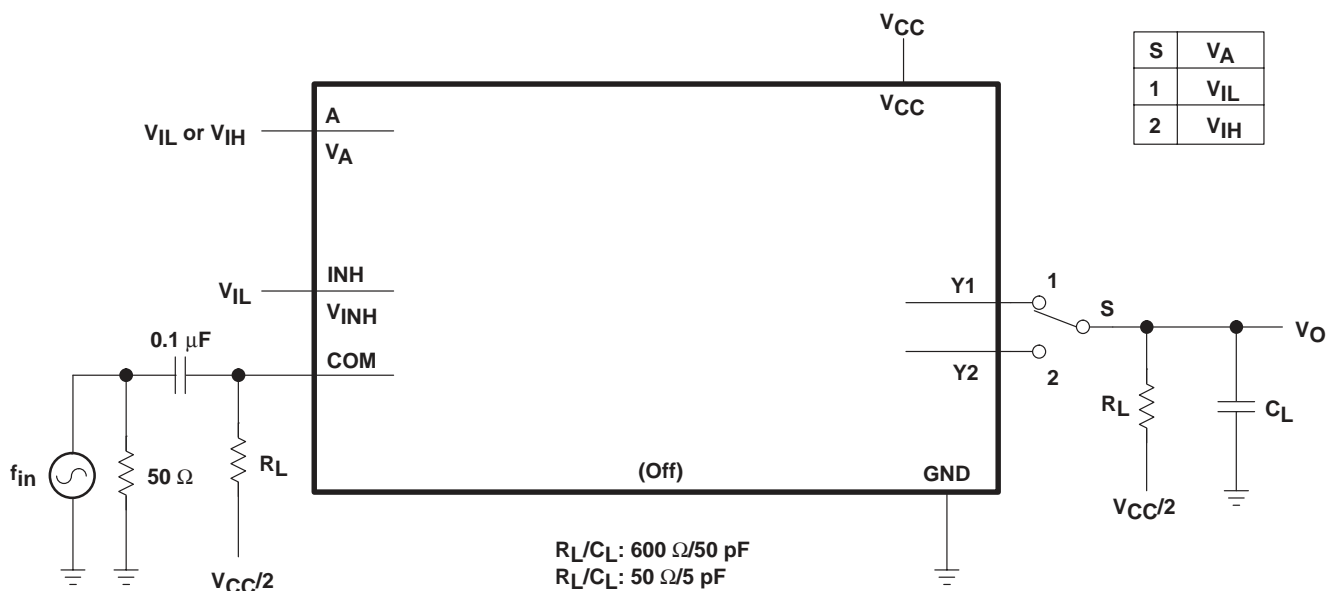 VCC
S VA
1 VIL
2 VIH
VCC
A
VIL or VIH
VA
INH
VIL
VINH
Y1
1
S
VO
0.1 μF
COM
Y2
2
RL
CL
fin
50 Ω
RL
(Off)
GND
VCC/2
VCC/2
RL/CL: 600 Ω/50 pF
RL/CL: 50 Ω/5 pF